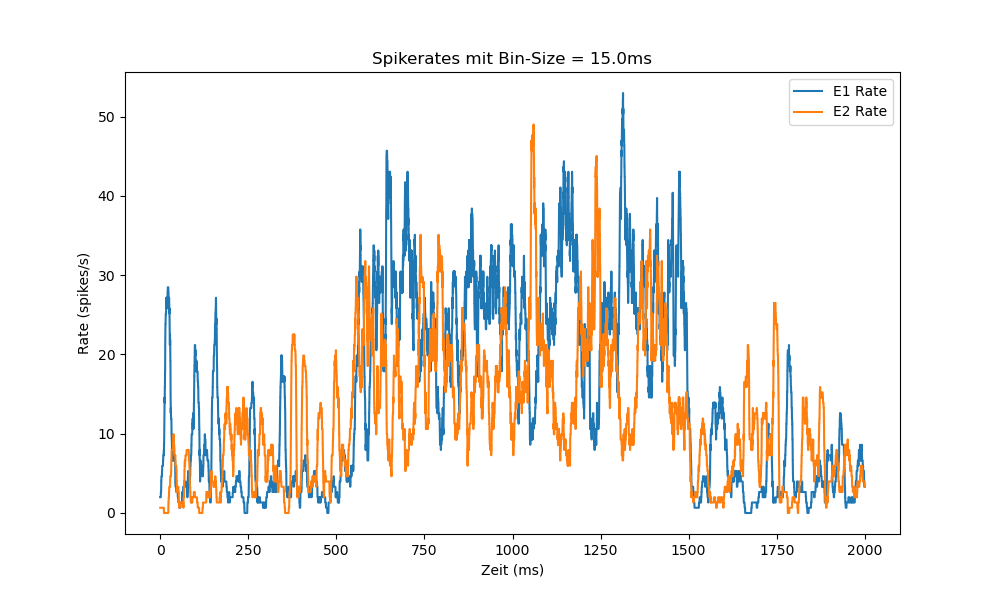 Spikerates mit Bin-Size = 15.0ms
E1 Rate
E2 Rate
50
40
30
20
10
0
Rate (spikes/s)
0 250 500 750 1000 1250 1500 1750 2000
Zeit (ms)